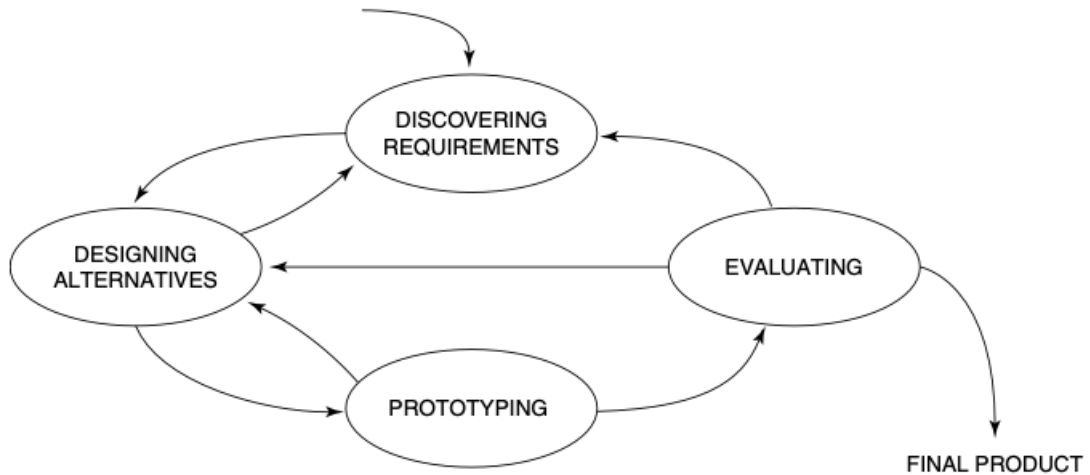 DISCOVERING
REQUIREMENTS
DESIGNING
ALTERNATIVES
EVALUATING
PROTOTYPING
FINAL PRODUCT